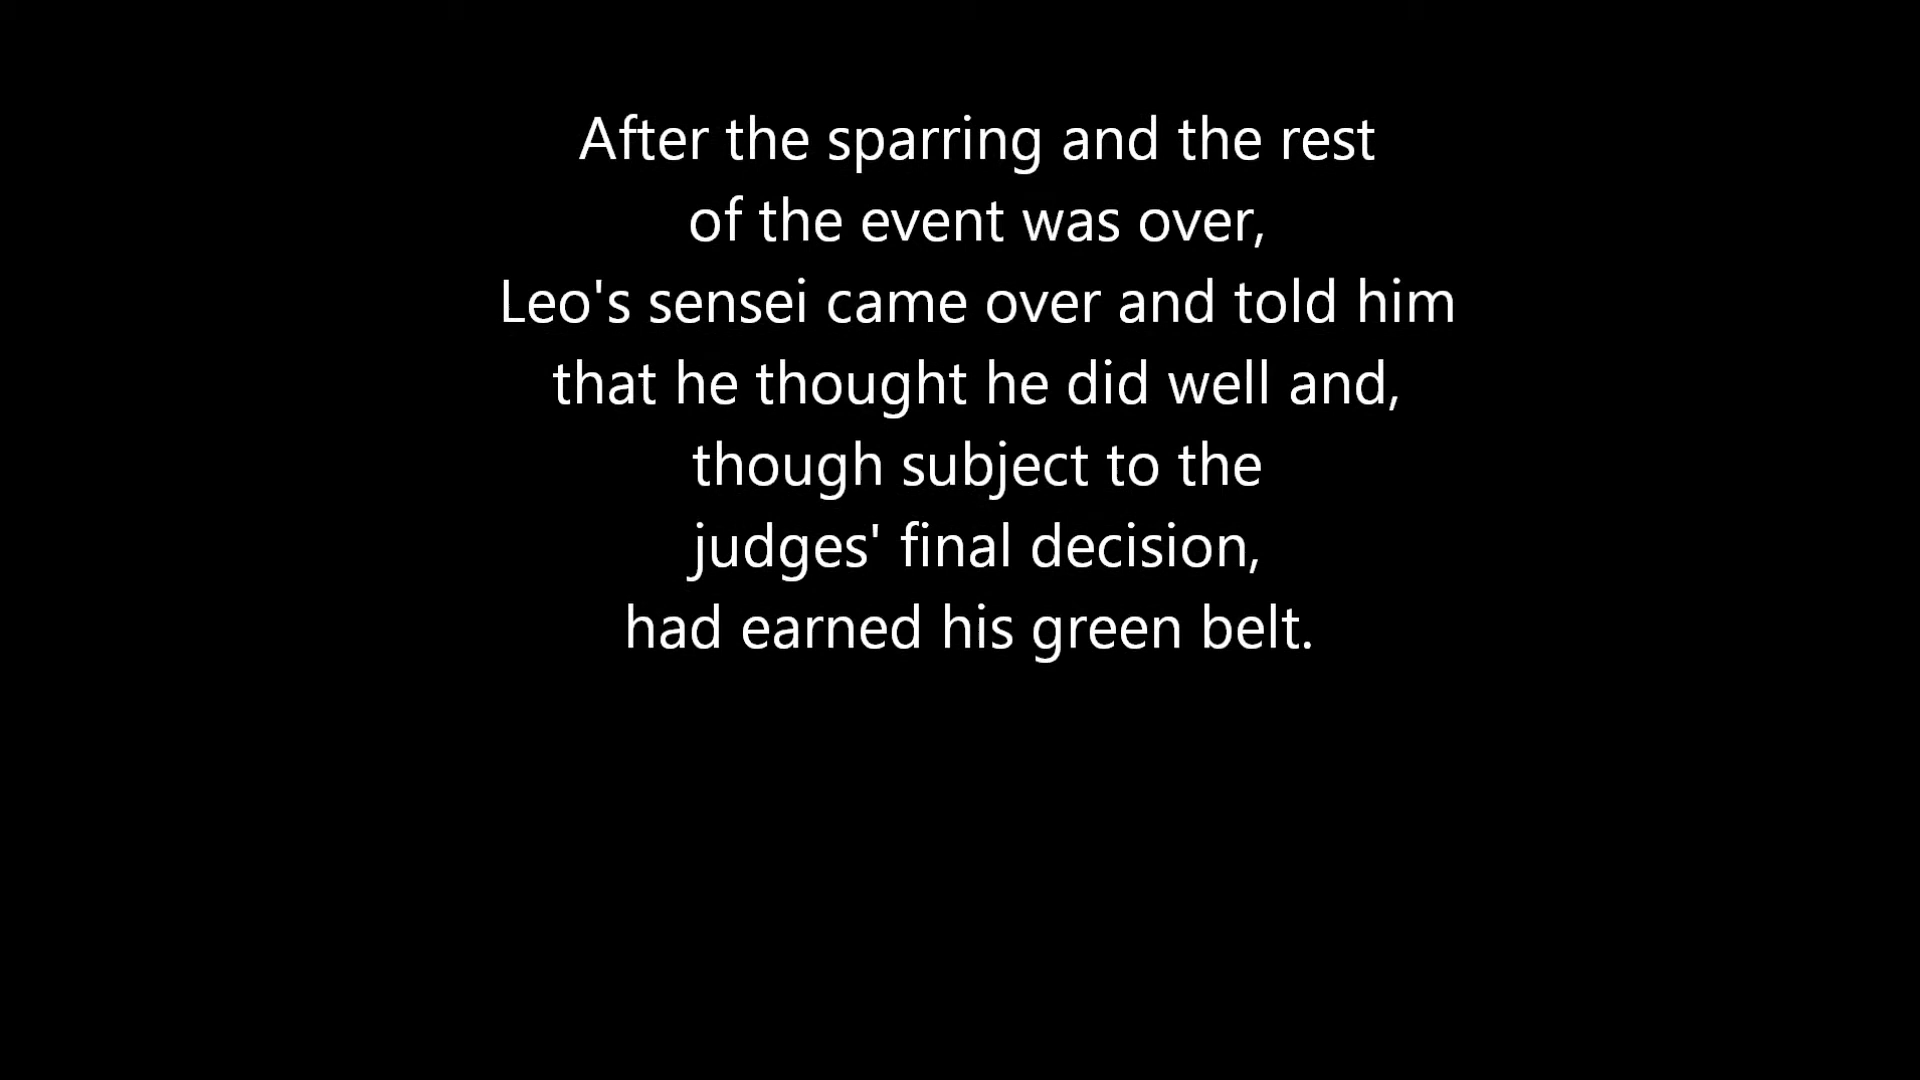 After the sparring and the rest
of the event was over,
Leo's sensei came over and told him
that he thought he did well and,
though subject to the
judges' final decision,
had earned his green belt.